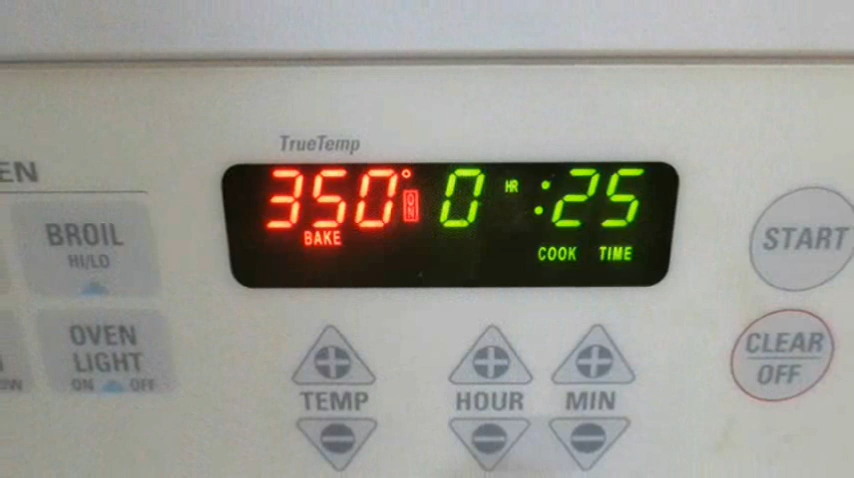 TrueTemp
EN
350° ON 0 HR :25
BAKE
COOK TIME
BROIL
HI/LO
START
OVEN
LIGHT
ON OFF
CLEAR
OFF
TEMP HOUR MIN